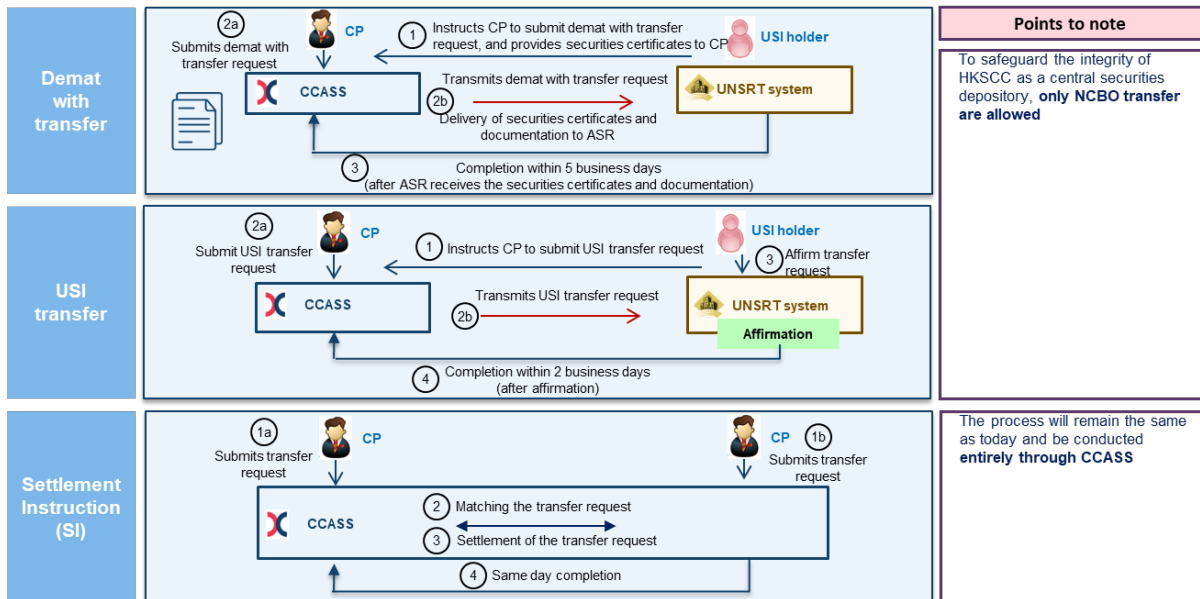 Demat
with
transfer
2a
Submits demat with
transfer request
CP
1
Instructs CP to submit demat with transfer
request, and provides securities certificates to CP
USI holder
CCASS
Transmits demat with transfer request
2b
Delivery of securities certificates and
documentation to ASR
UNSRT system
3
Completion within 5 business days
(after ASR receives the securities certificates and documentation)
Points to note
To safeguard the integrity of
HKSCC as a central securities
depository, only NCBO transfer
are allowed
USI
transfer
2a
Submit USI transfer
request
CP
1
Instructs CP to submit USI transfer request
USI holder
3
Affirm transfer
request
CCASS
Transmits USI transfer request
2b
UNSRT system
Affirmation
4
Completion within 2 business days
(after affirmation)
Settlement
Instruction
(SI)
1a
Submits transfer
request
CP
CP
1b
Submits transfer
request
CCASS
2
Matching the transfer request
3
Settlement of the transfer request
4
Same day completion
The process will remain the same
as today and be conducted
entirely through CCASS